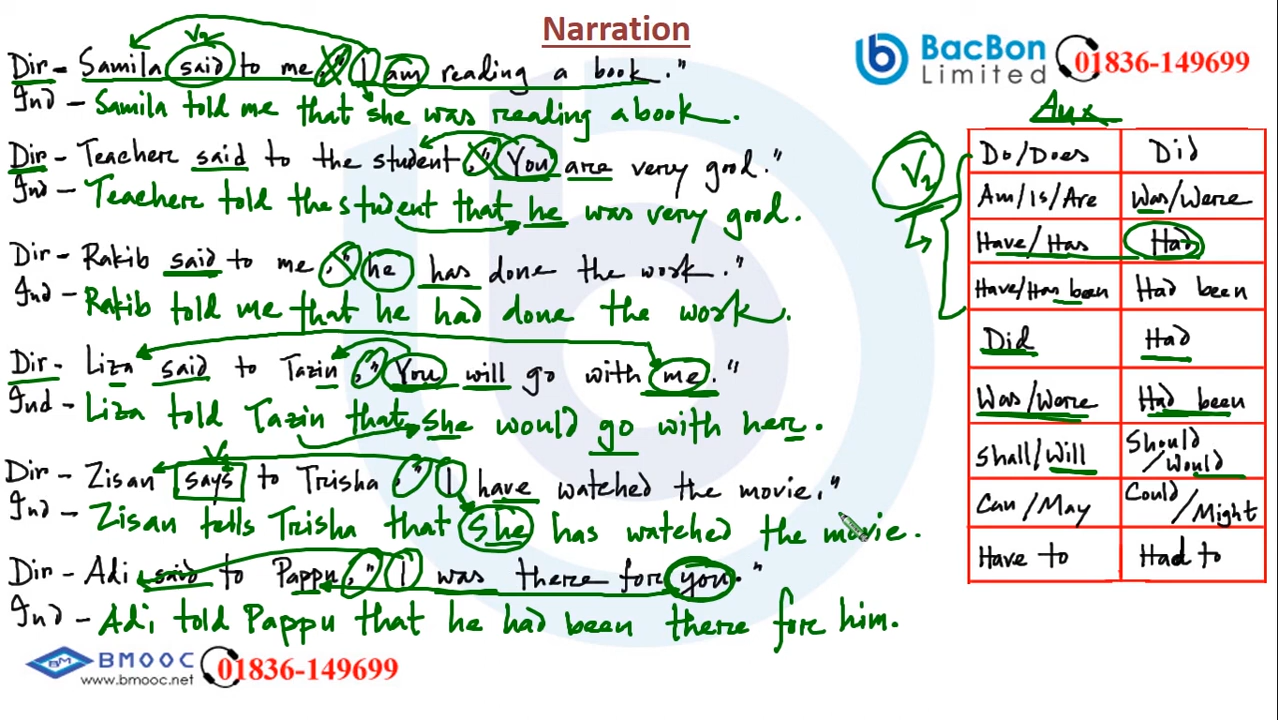 Narration
BacBon
Limited
01836-149699
Dir - Samila said to me, "I am reading a book."
Ind - Samila told me that she was reading a book.
Dir - Teacher said to the student, "You are very good."
Ind - Teacher told the student that he was very good.
Dir - Rakib said to me, "he has done the work."
Ind - Rakib told me that he had done the work.
Dir - Liza said to Tazin, "You will go with me."
Ind - Liza told Tazin that she would go with her.
Dir - Zisan says to Trisha, "I have watched the movie."
Ind - Zisan tells Trisha that she has watched the movie.
Dir - Adi said to Pappu, "I was there for you."
Ind - Adi told Pappu that he had been there for him.
Aux
Do/Does Did
Am/Is/Are Was/Were
Have/Has Had
Have/Has been Had been
Did Had
Was/Were Had been
Shall/Will Should/Would
Can/May Could/Might
Have to Had to
BMOOC
www.bmooc.net
01836-149699